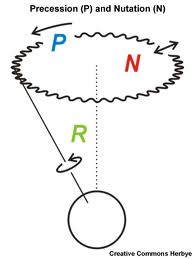 Precession (P) and Nutation (N)
P
N
R
Creative Commons Herbye